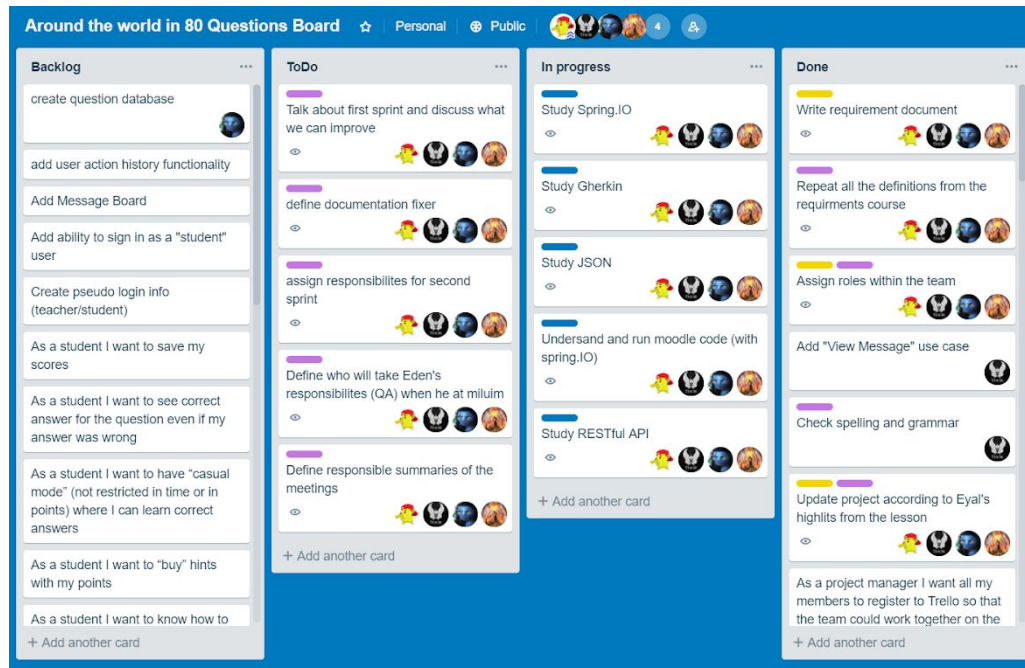 Around the world in 80 Questions Board
Personal
Public
4
Backlog
create question database
add user action history functionality
Add Message Board
Add ability to sign in as a "student"
user
Create pseudo login info
(teacher/student)
As a student I want to save my
scores
As a student I want to see correct
answer for the question even if my
answer was wrong
As a student I want to have “casual
mode” (not restricted in time or in
points) where I can learn correct
answers
As a student I want to “buy” hints
with my points
As a student I want to know how to
+ Add another card
ToDo
Talk about first sprint and discuss what
we can improve
define documentation fixer
assign responsibilites for second
sprint
Define who will take Eden's
responsibilites (QA) when he at miluim
Define responsible summaries of the
meetings
+ Add another card
In progress
Study Spring.IO
Study Gherkin
Study JSON
Undersand and run moodle code (with
spring.IO)
Study RESTful API
+ Add another card
Done
Write requirement document
Repeat all the definitions from the
requirments course
Assign roles within the team
Add "View Message" use case
Check spelling and grammar
Update project according to Eyal's
highlits from the lesson
As a project manager I want all my
members to register to Trello so that
the team could work together on the
+ Add another card